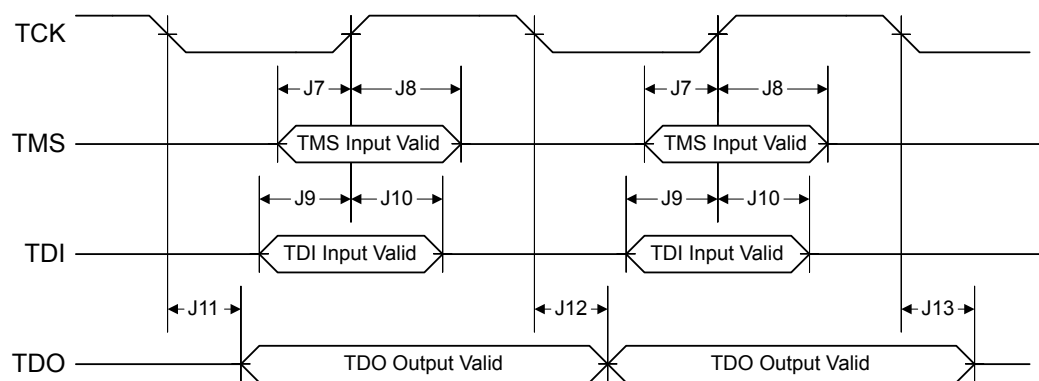 TCK
J7 J8 J7 J8
TMS TMS Input Valid TMS Input Valid
J9 J10 J9 J10
TDI TDI Input Valid TDI Input Valid
J11 J12 J13
TDO TDO Output Valid TDO Output Valid